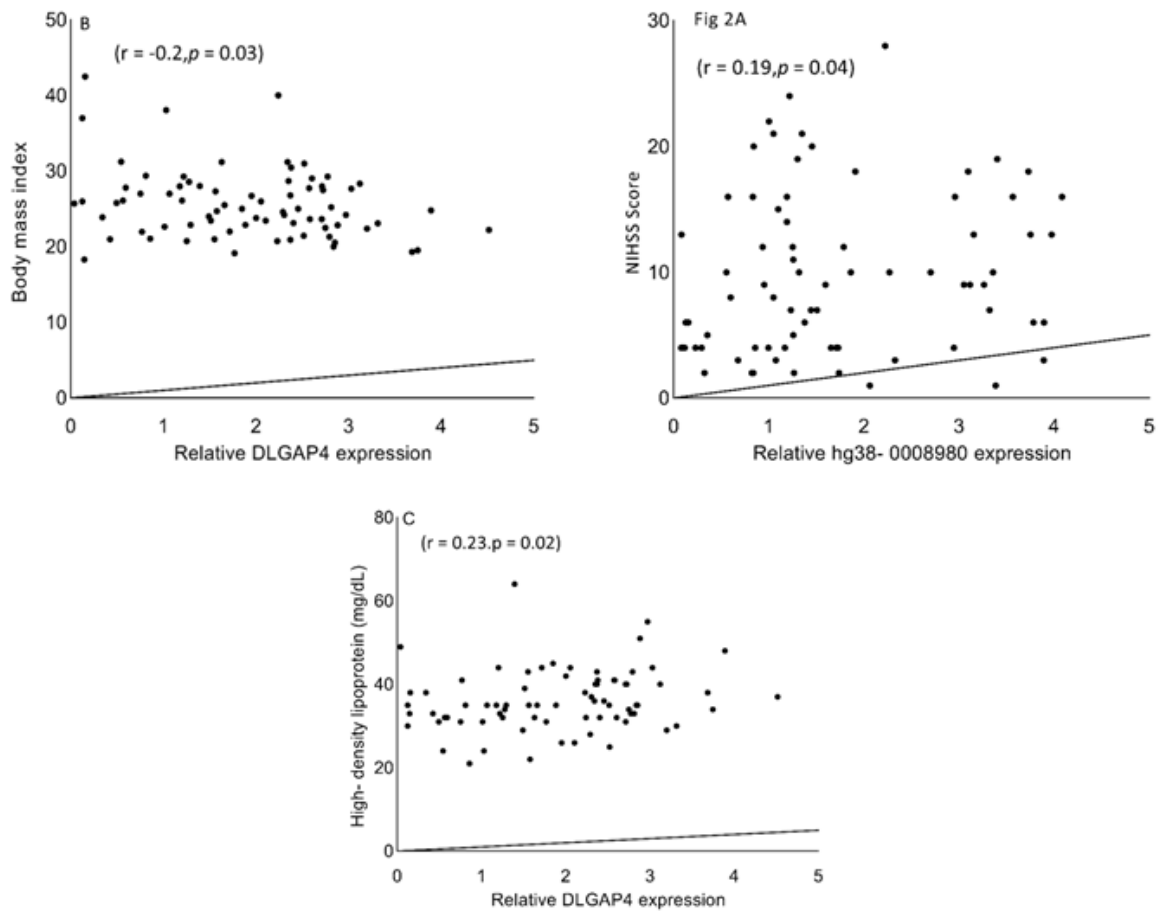 B
(r = -0.2,p = 0.03)
50
40
30
20
10
0
Body mass index
0 1 2 3 4 5
Relative DLGAP4 expression
Fig 2A
(r = 0.19,p = 0.04)
30
20
10
0
NIHSS Score
0 1 2 3 4 5
Relative hg38- 0008980 expression
C
(r = 0.23.p = 0.02)
80
60
40
20
0
High- density lipoprotein (mg/dL)
0 1 2 3 4 5
Relative DLGAP4 expression